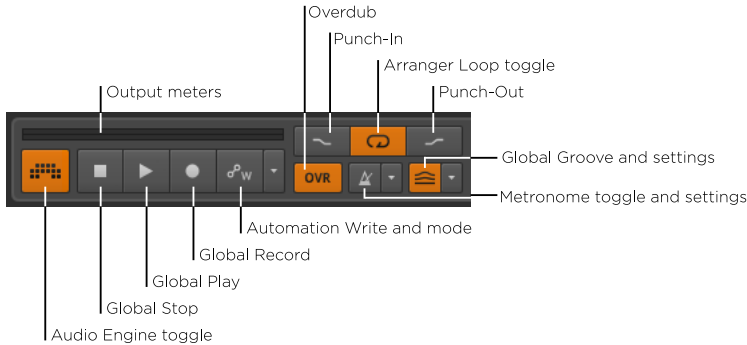 Overdub
Punch-In
Arranger Loop toggle
Output meters
Punch-Out
OVR
W
Global Groove and settings
Metronome toggle and settings
Automation Write and mode
Global Record
Global Play
Global Stop
Audio Engine toggle